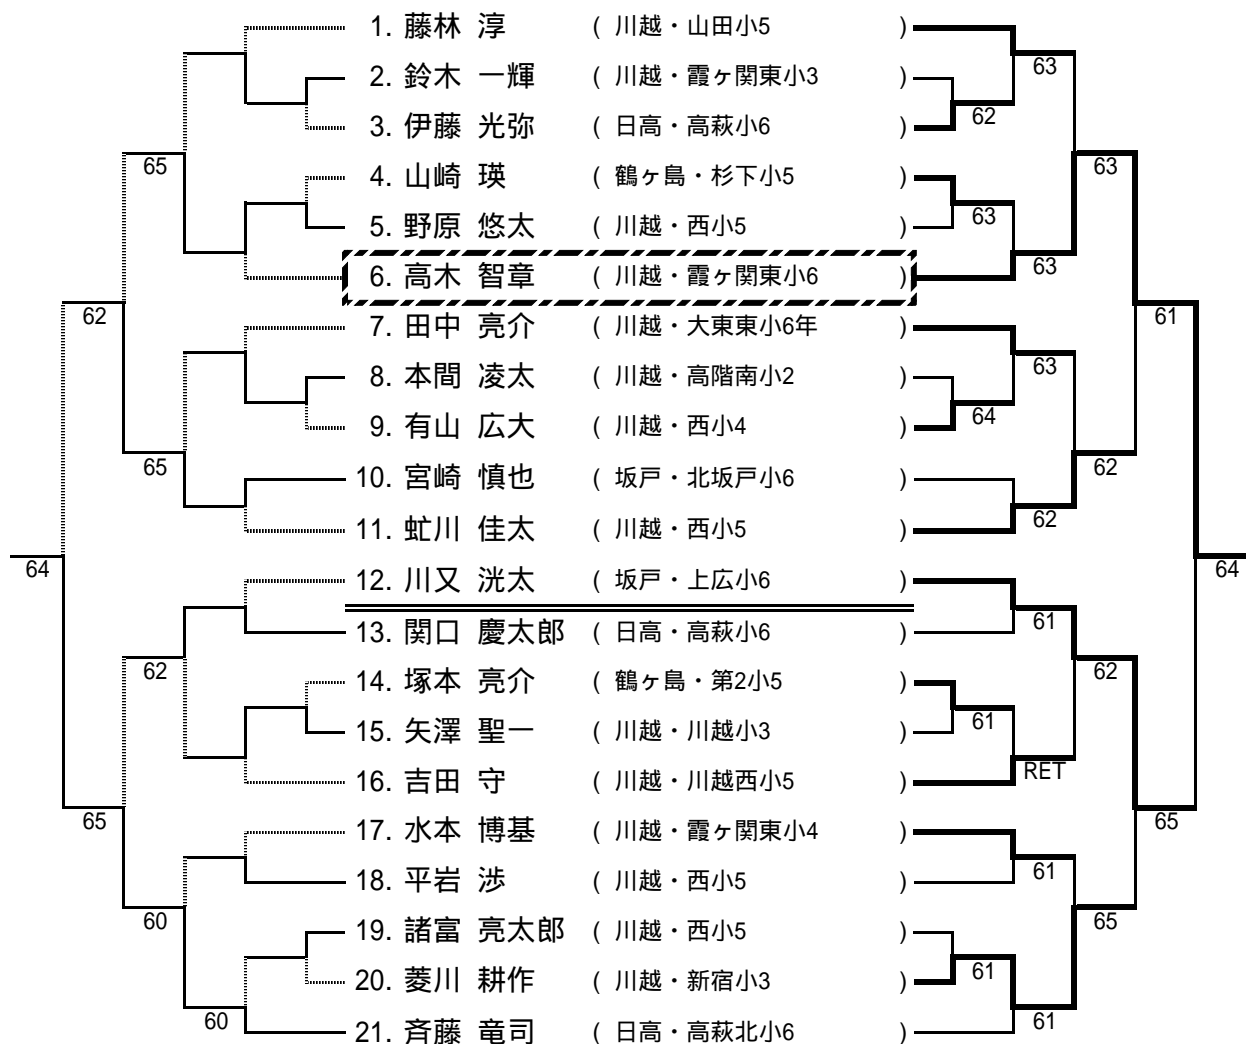 1. 藤林 淳 ( 川越・山田小5 )
63
2. 鈴木 一輝 ( 川越・霞ヶ関東小3 )
62
3. 伊藤 光弥 ( 日高・高萩小6 )
65
63
4. 山崎 瑛 ( 鶴ヶ島・杉下小5 )
63
5. 野原 悠太 ( 川越・西小5 )
63
6. 高木 智章 ( 川越・霞ヶ関東小6 )
62
61
7. 田中 亮介 ( 川越・大東東小6年 )
63
8. 本間 凌太 ( 川越・高階南小2 )
64
9. 有山 広大 ( 川越・西小4 )
65
62
10. 宮崎 慎也 ( 坂戸・北坂戸小6 )
62
11. 虻川 佳太 ( 川越・西小5 )
64
64
12. 川又 洸太 ( 坂戸・上広小6 )
61
13. 関口 慶太郎 ( 日高・高萩小6 )
62
62
14. 塚本 亮介 ( 鶴ヶ島・第2小5 )
61
15. 矢澤 聖一 ( 川越・川越小3 )
RET
16. 吉田 守 ( 川越・川越西小5 )
65
65
17. 水本 博基 ( 川越・霞ヶ関東小4 )
61
18. 平岩 渉 ( 川越・西小5 )
60
65
19. 諸富 亮太郎 ( 川越・西小5 )
61
20. 菱川 耕作 ( 川越・新宿小3 )
60
61
21. 斉藤 竜司 ( 日高・高萩北小6 )